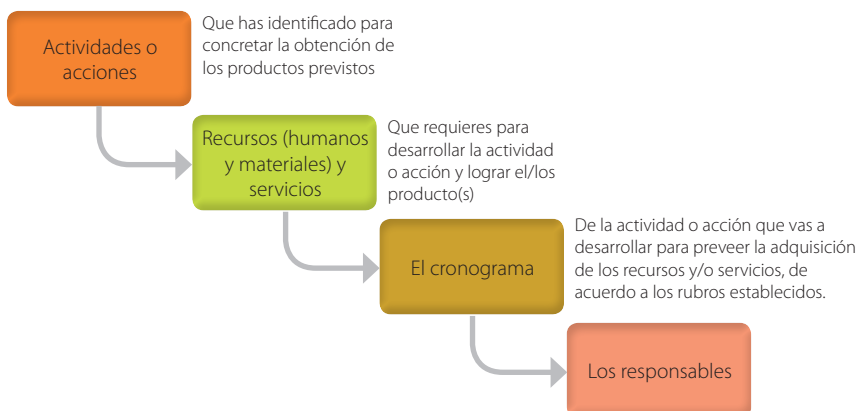 Actividades o
acciones
Que has identificado para
concretar la obtención de
los productos previstos
Recursos (humanos
y materiales) y
servicios
Que requieres para
desarrollar la actividad
o acción y lograr el/los
producto(s)
El cronograma
De la actividad o acción que vas a
desarrollar para preveer la adquisición
de los recursos y/o servicios, de
acuerdo a los rubros establecidos.
Los responsables